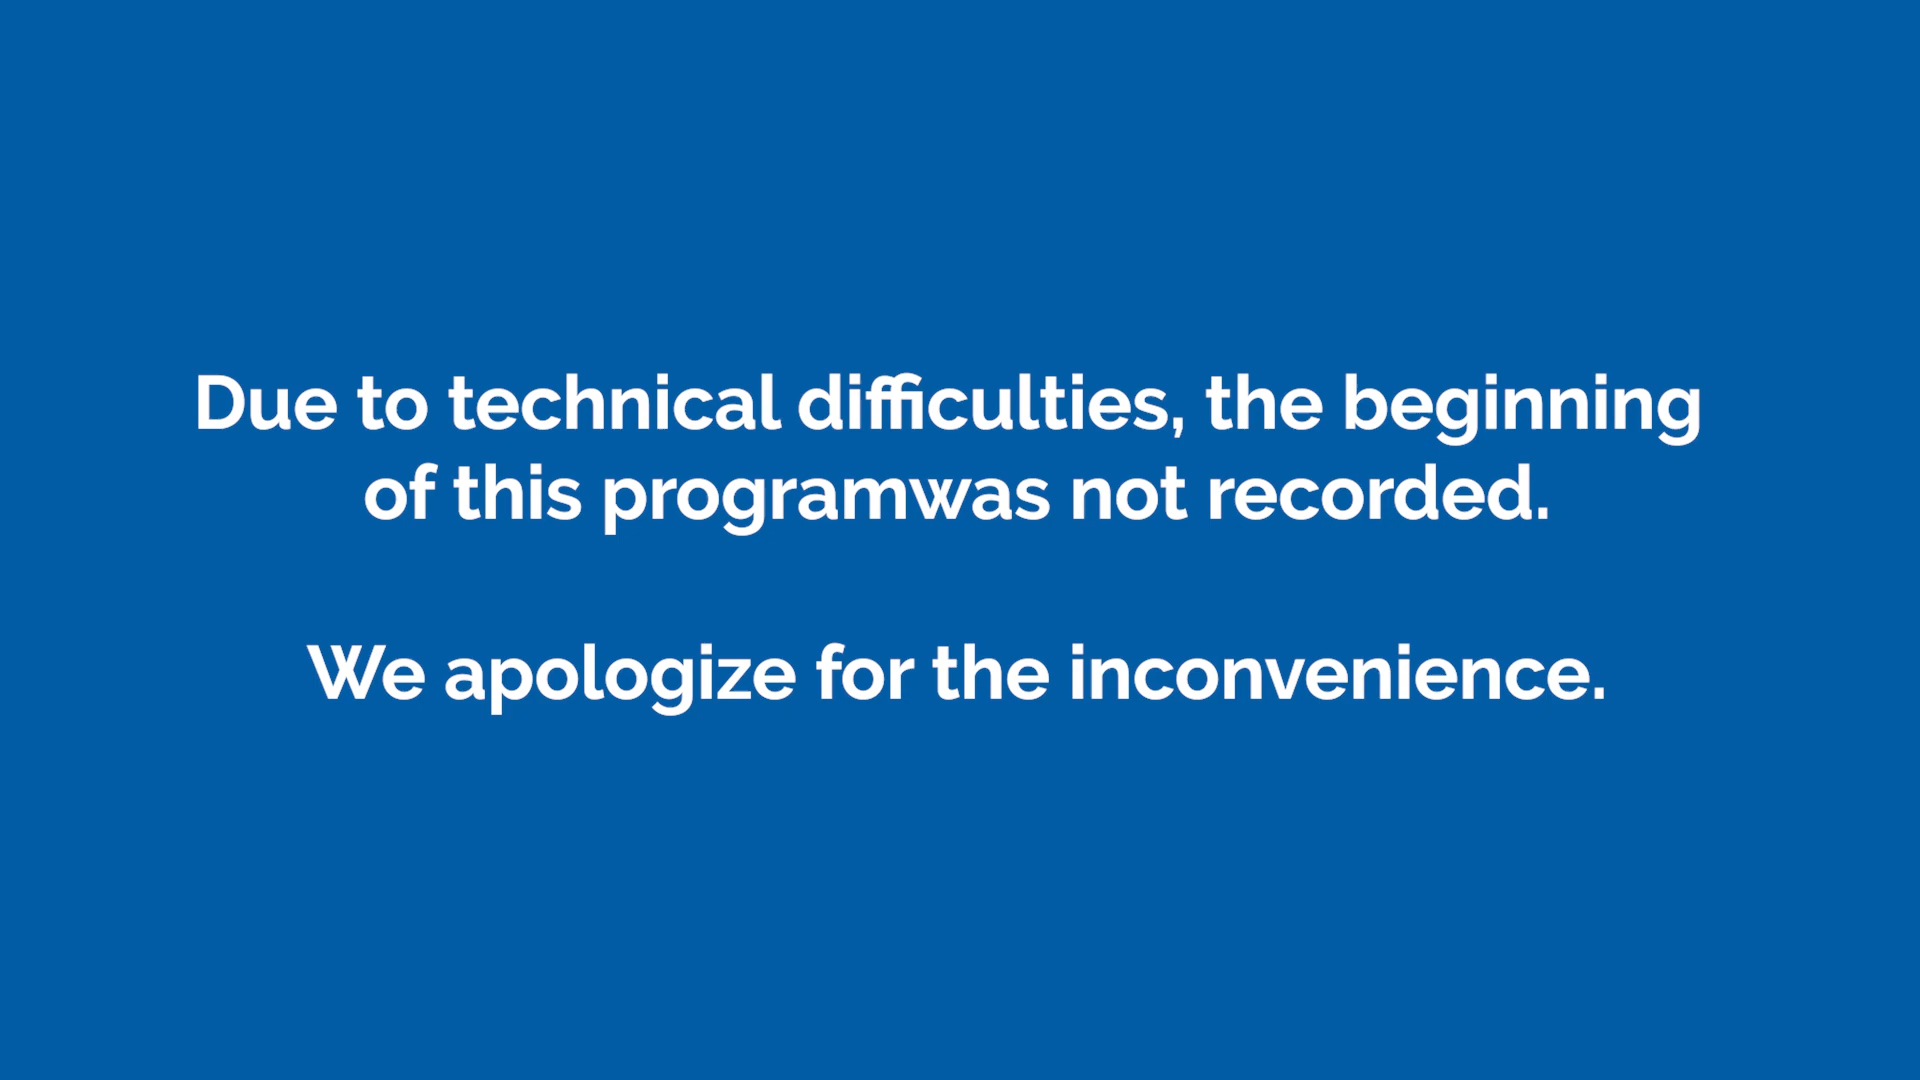 Due to technical difficulties, the beginning
of this programwas not recorded.
We apologize for the inconvenience.